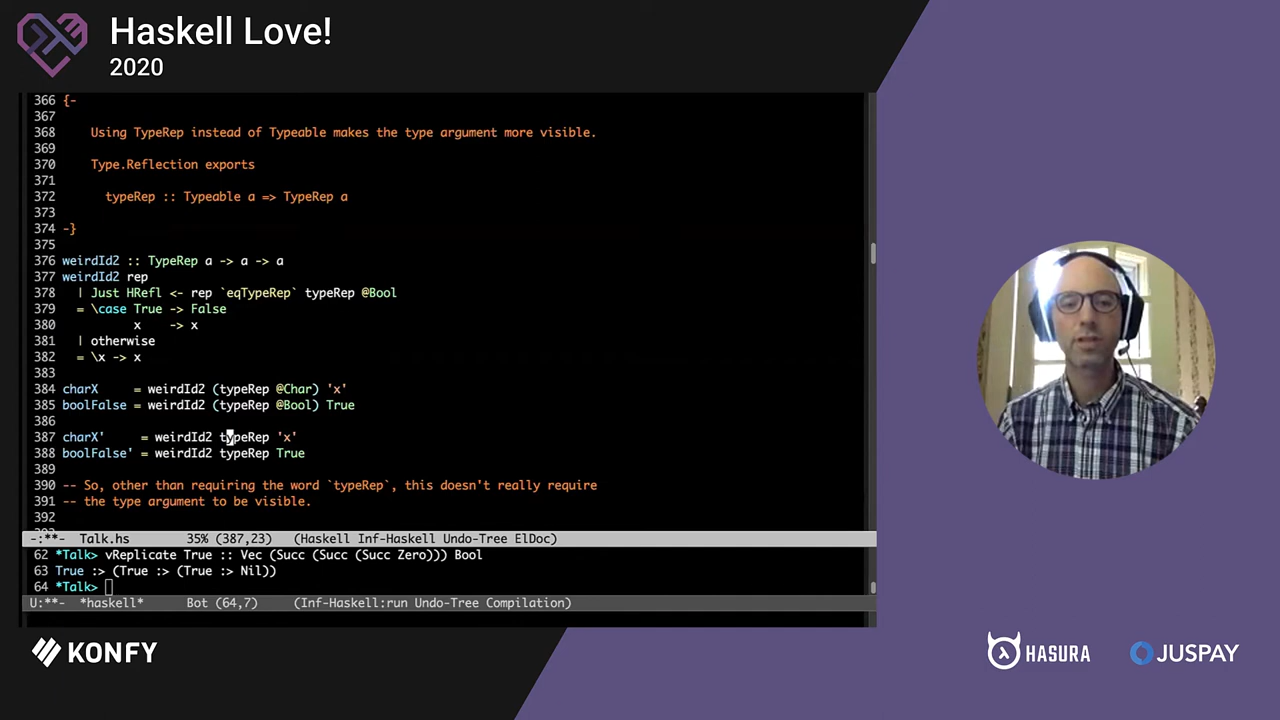 Haskell Love!
2020
366 {-
367
368     Using TypeRep instead of Typeable makes the type argument more visible.
369
370     Type.Reflection exports
371
372       typeRep :: Typeable a => TypeRep a
373
374 -}
375
376 weirdId2 :: TypeRep a -> a -> a
377 weirdId2 rep
378   | Just HRefl <- rep `eqTypeRep` typeRep @Bool
379   = \case True -> False
380           x    -> x
381   | otherwise
382   = \x -> x
383
384 charX     = weirdId2 (typeRep @Char) 'x'
385 boolFalse = weirdId2 (typeRep @Bool) True
386
387 charX'     = weirdId2 typeRep 'x'
388 boolFalse' = weirdId2 typeRep True
389
390 -- So, other than requiring the word `typeRep`, this doesn't really require
391 -- the type argument to be visible.
392
-:**-  Talk.hs        35% (387,23)   (Haskell Inf-Haskell Undo-Tree ElDoc)
62 *Talk> vReplicate True :: Vec (Succ (Succ (Succ Zero))) Bool
63 True :> (True :> (True :> Nil))
64 *Talk>
U:**-  *haskell*      Bot (64,7)     (Inf-Haskell:run Undo-Tree Compilation)
KONFY
HASURA
JUSPAY